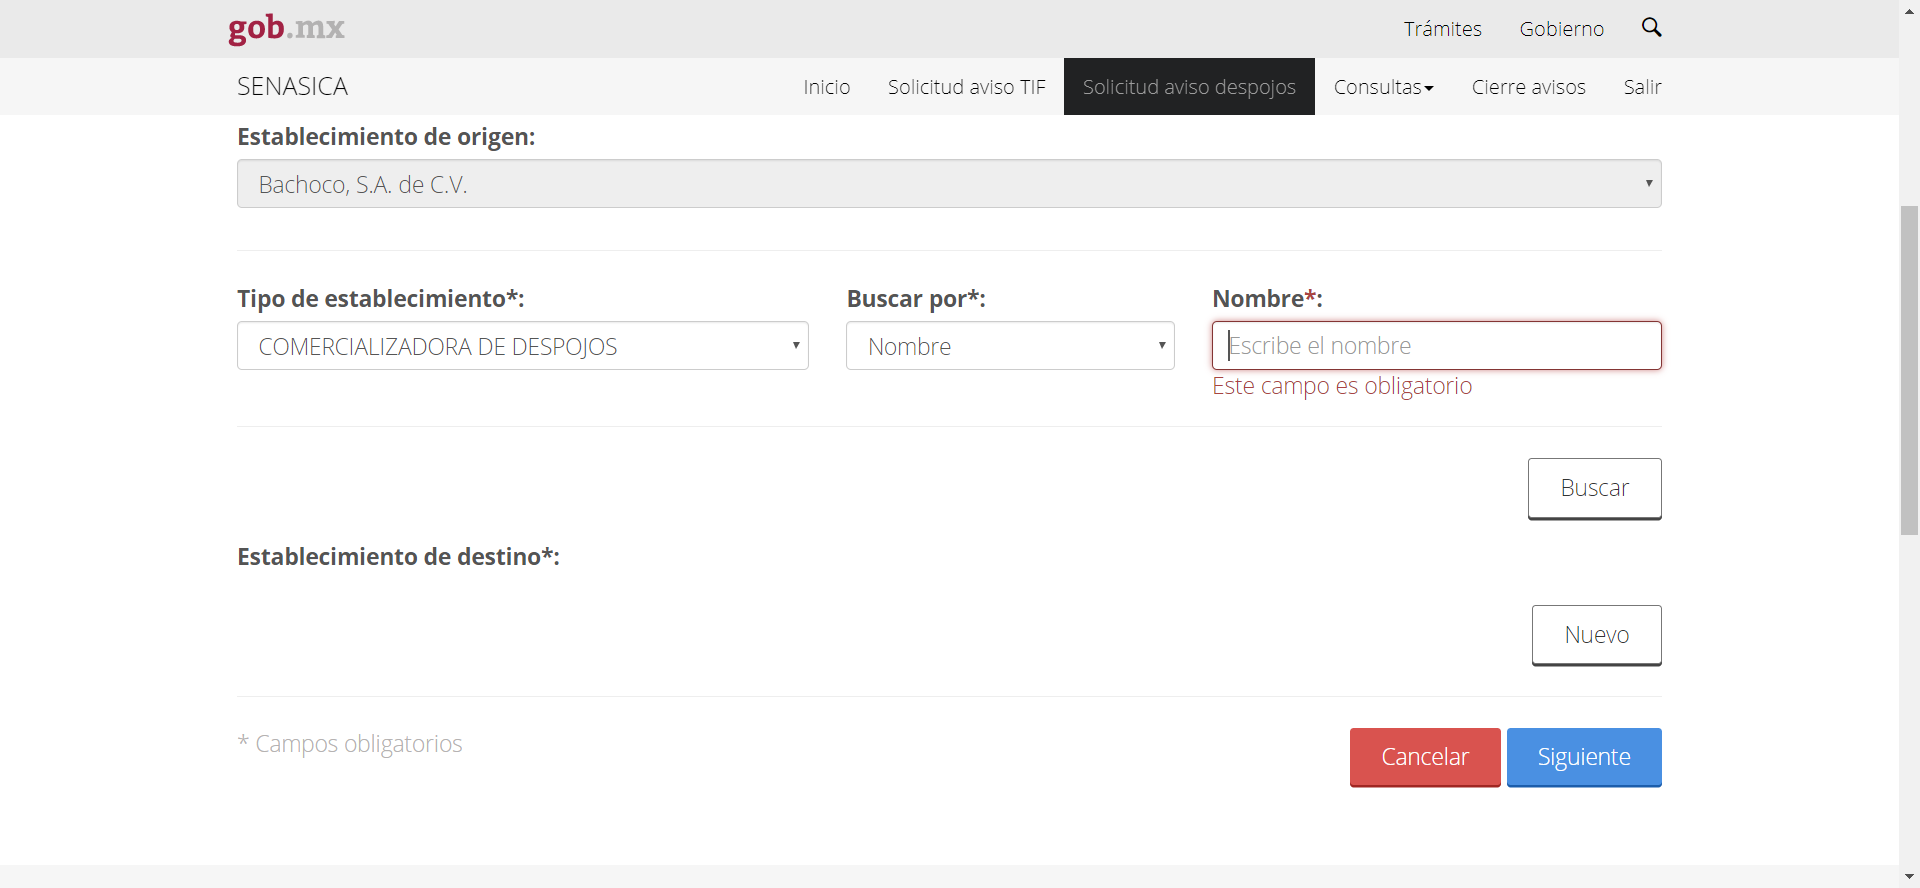 gob.mx
Trámites Gobierno
SENASICA
Inicio Solicitud aviso TIF Solicitud aviso despojos Consultas Cierre avisos Salir
Establecimiento de origen:
Bachoco, S.A. de C.V.
Tipo de establecimiento*: Buscar por*: Nombre*:
COMERCIALIZADORA DE DESPOJOS Nombre Escribe el nombre
Este campo es obligatorio
Buscar
Establecimiento de destino*:
Nuevo
* Campos obligatorios
Cancelar Siguiente